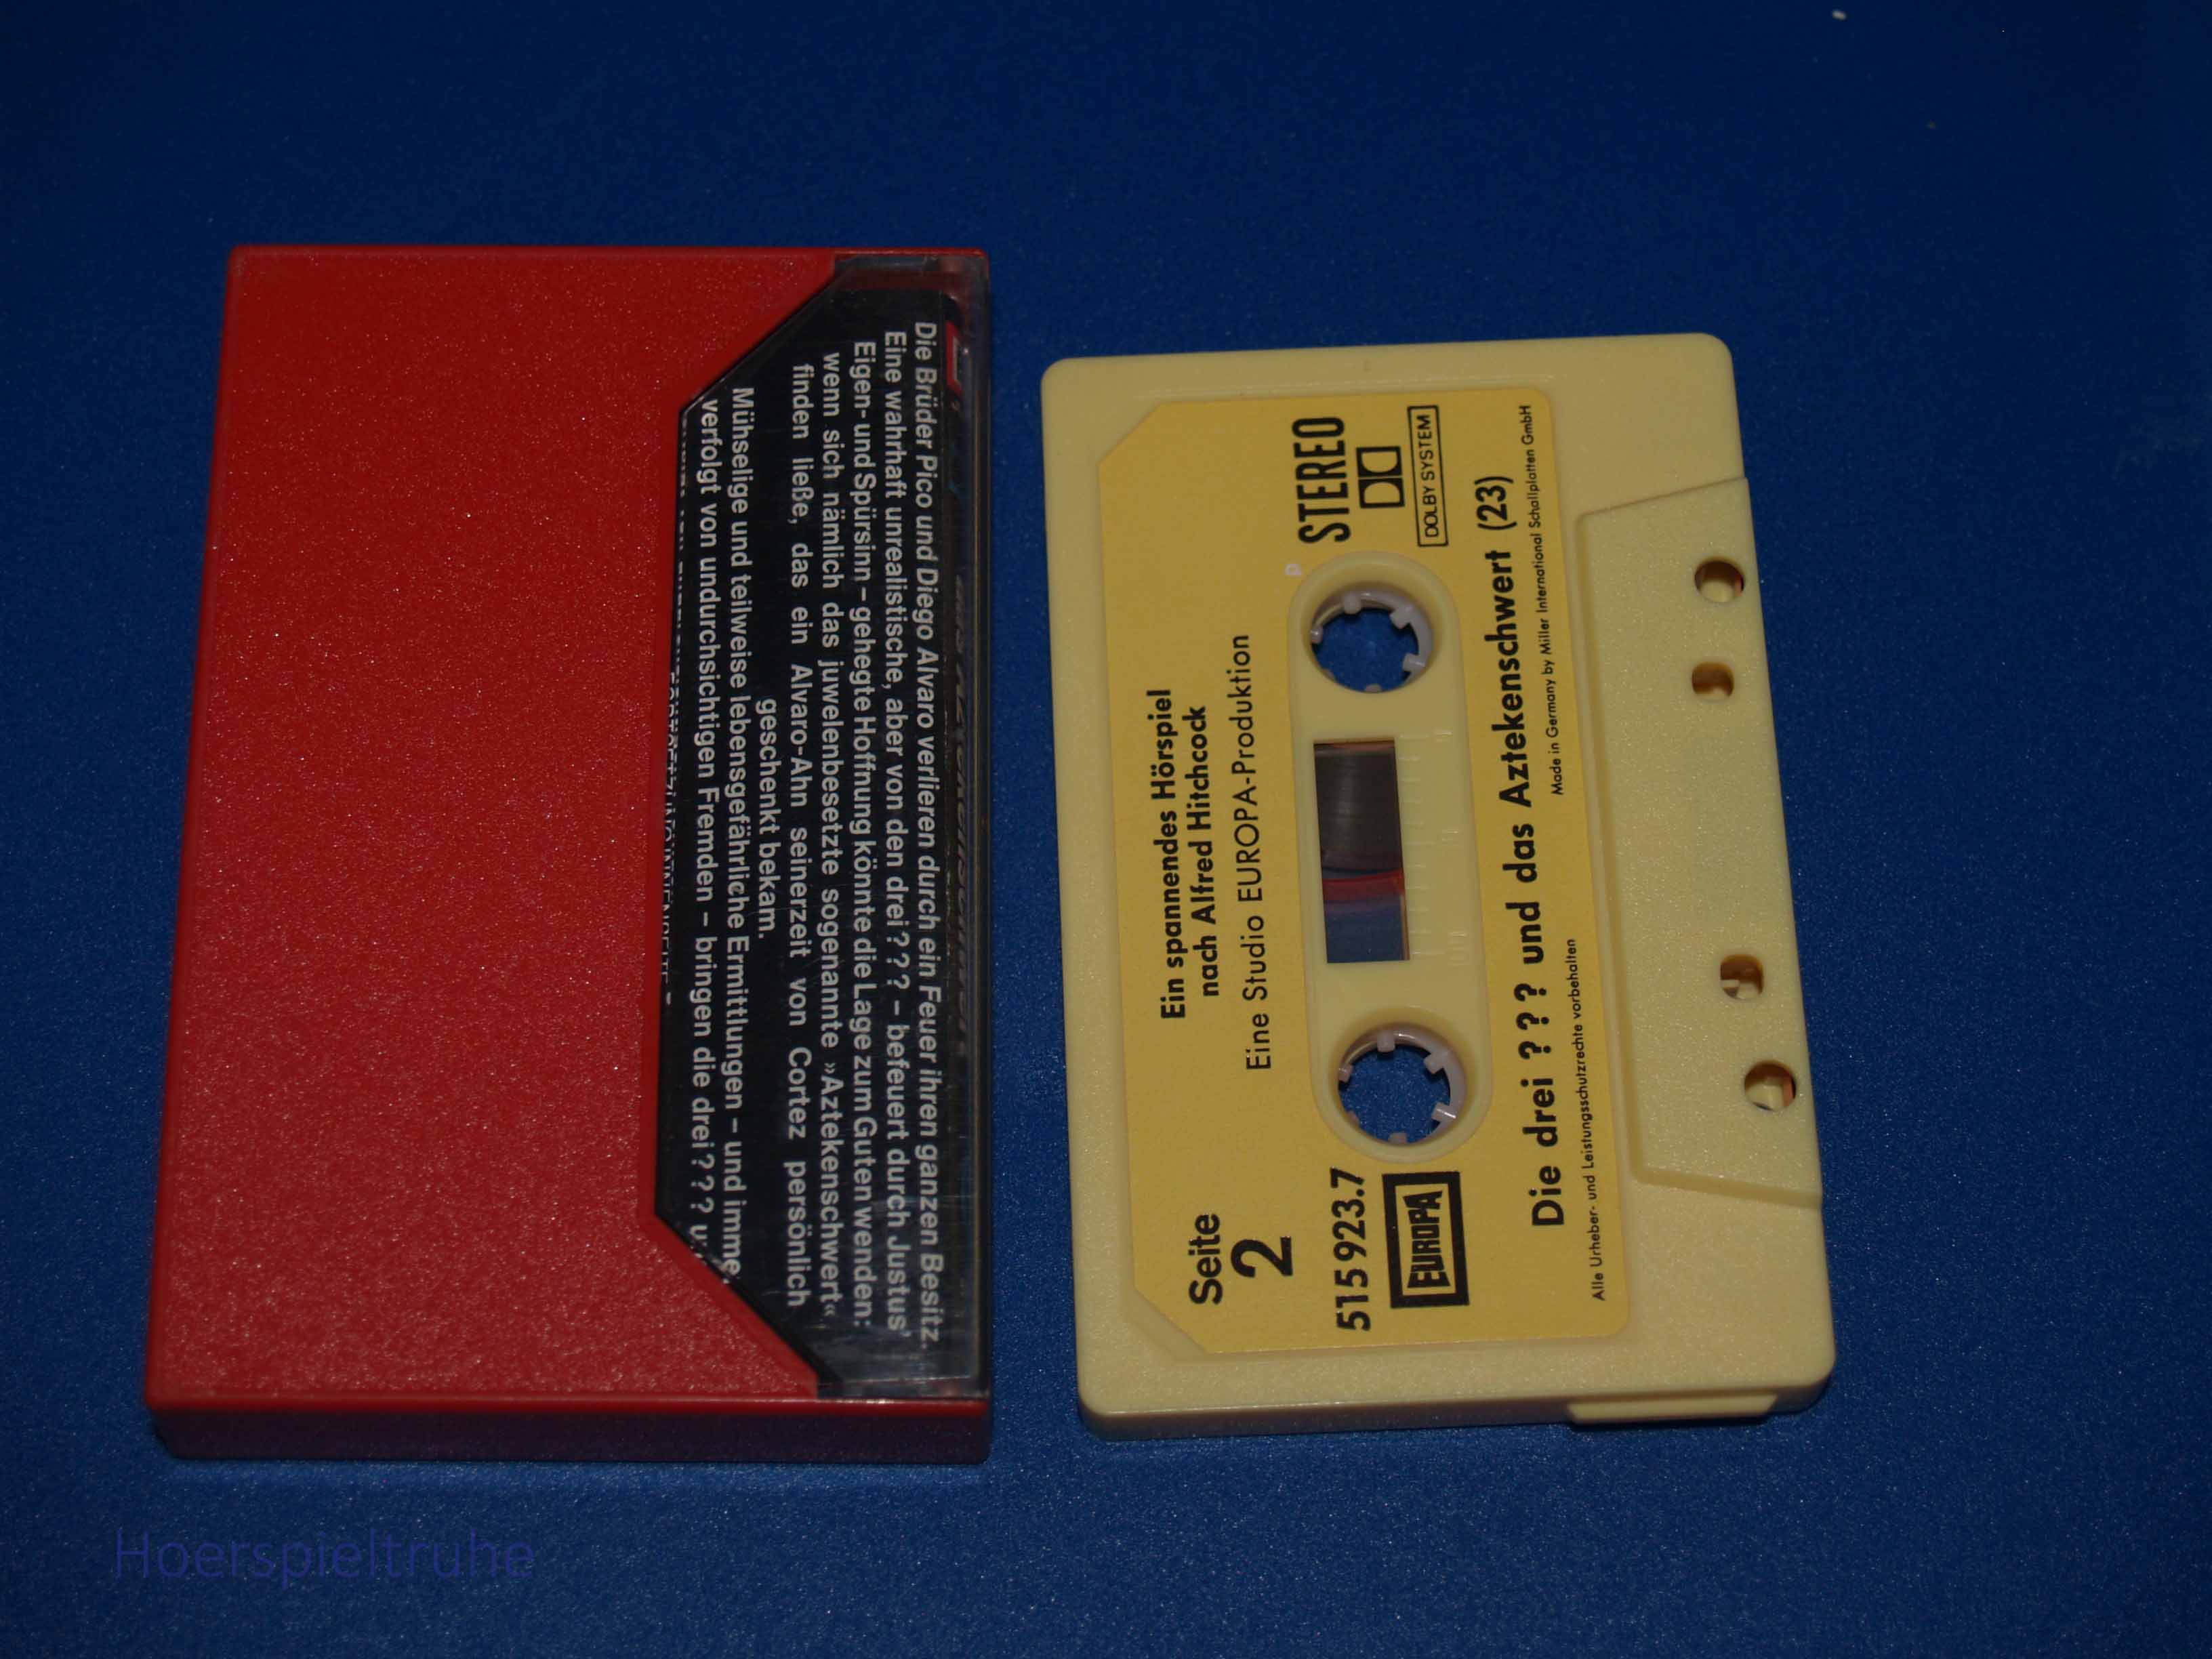 Die Brüder Pico und Diego Alvaro verlieren durch ein Feuer ihren ganzen Besitz.
Eine wahrhaft unrealistische, aber von den drei ? ? ? – befeuert durch Justus'
Eigen- und Spürsinn – gehegte Hoffnung könnte die Lage zum Guten wenden:
wenn sich nämlich das juwelenbesetzte sogenannte »Aztekenschwert«
finden ließe, das ein Alvaro-Ahn seinerzeit von Cortez persönlich
geschenkt bekam.
Mühselige und teilweise lebensgefährliche Ermittlungen – und imme
verfolgt von undurchsichtigen Fremden – bringen die drei ? ? ? u
Ein spannendes Hörspiel
nach Alfred Hitchcock
Eine Studio EUROPA-Produktion
Seite
2
515 923.7
EUROPA
STEREO
DOLBY SYSTEM
Die drei ? ? ? und das Aztekenschwert (23)
Alle Urheber- und Leistungsschutzrechte vorbehalten
Made in Germany by Miller International Schallplatten GmbH
Hoerspieltruhe